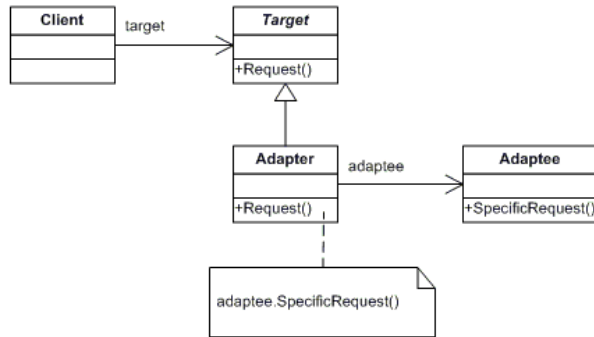 Client
target
Target
+Request()
Adapter
adaptee
Adaptee
+Request()
+SpecificRequest()
adaptee.SpecificRequest()